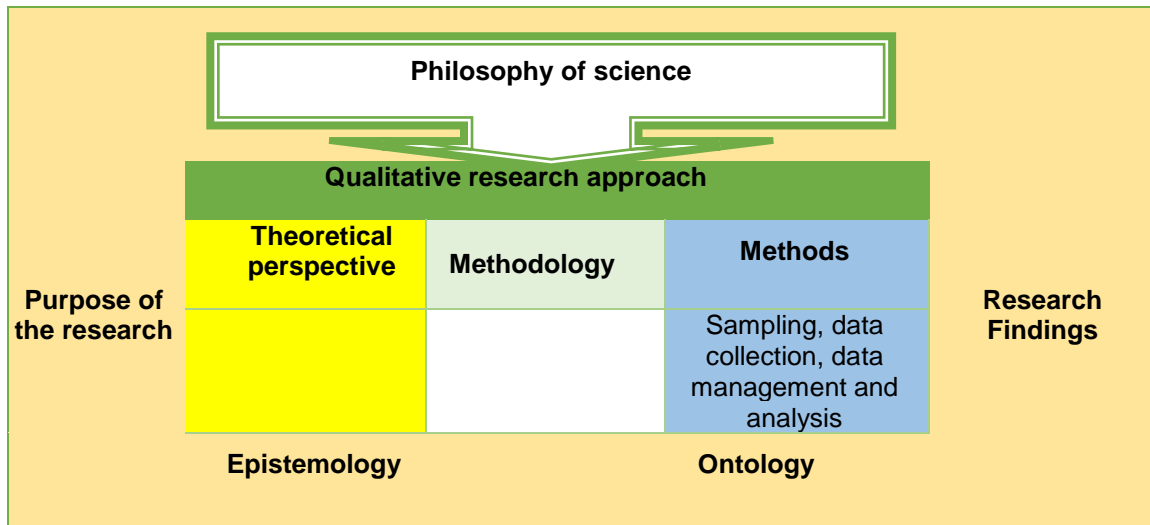 Philosophy of science
Qualitative research approach
Theoretical
perspective
Methodology
Methods
Purpose of
the research
Research
Findings
Sampling, data
collection, data
management and
analysis
Epistemology
Ontology